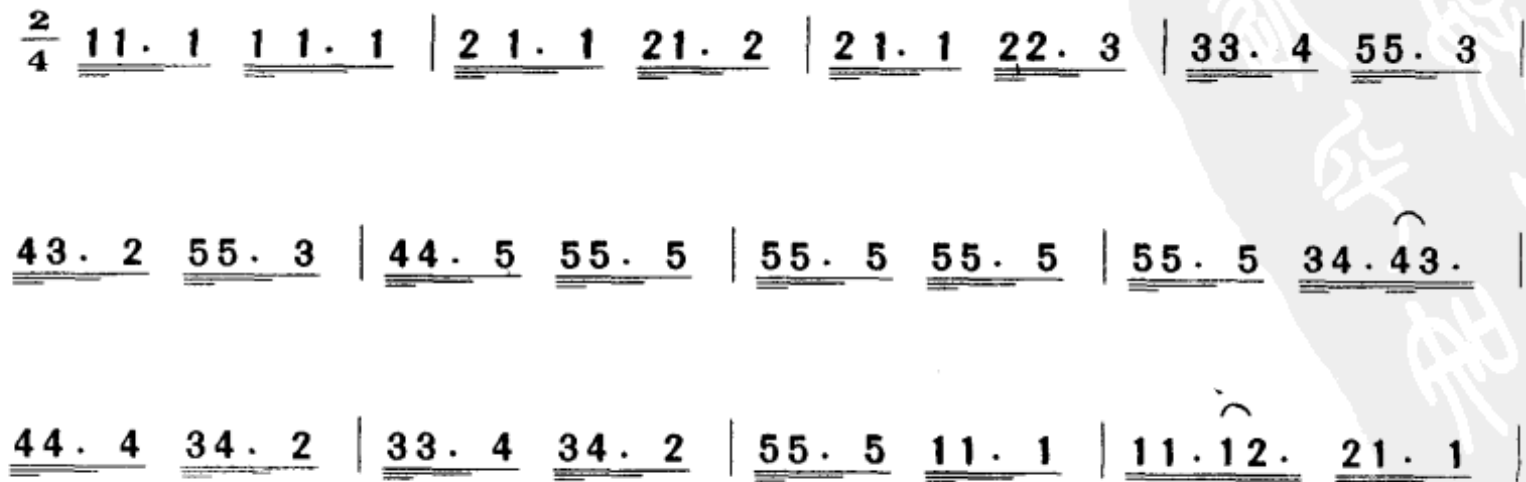 2/4 11. 1 1 1. 1 | 2 1. 1 21. 2 | 2 1. 1 22. 3 | 33. 4 55. 3 |
43. 2 55. 3 | 44. 5 55. 5 | 55. 5 55. 5 | 55. 5 34.43. |
44. 4 34. 2 | 33. 4 34. 2 | 55. 5 11. 1 | 11.12. 21. 1 |